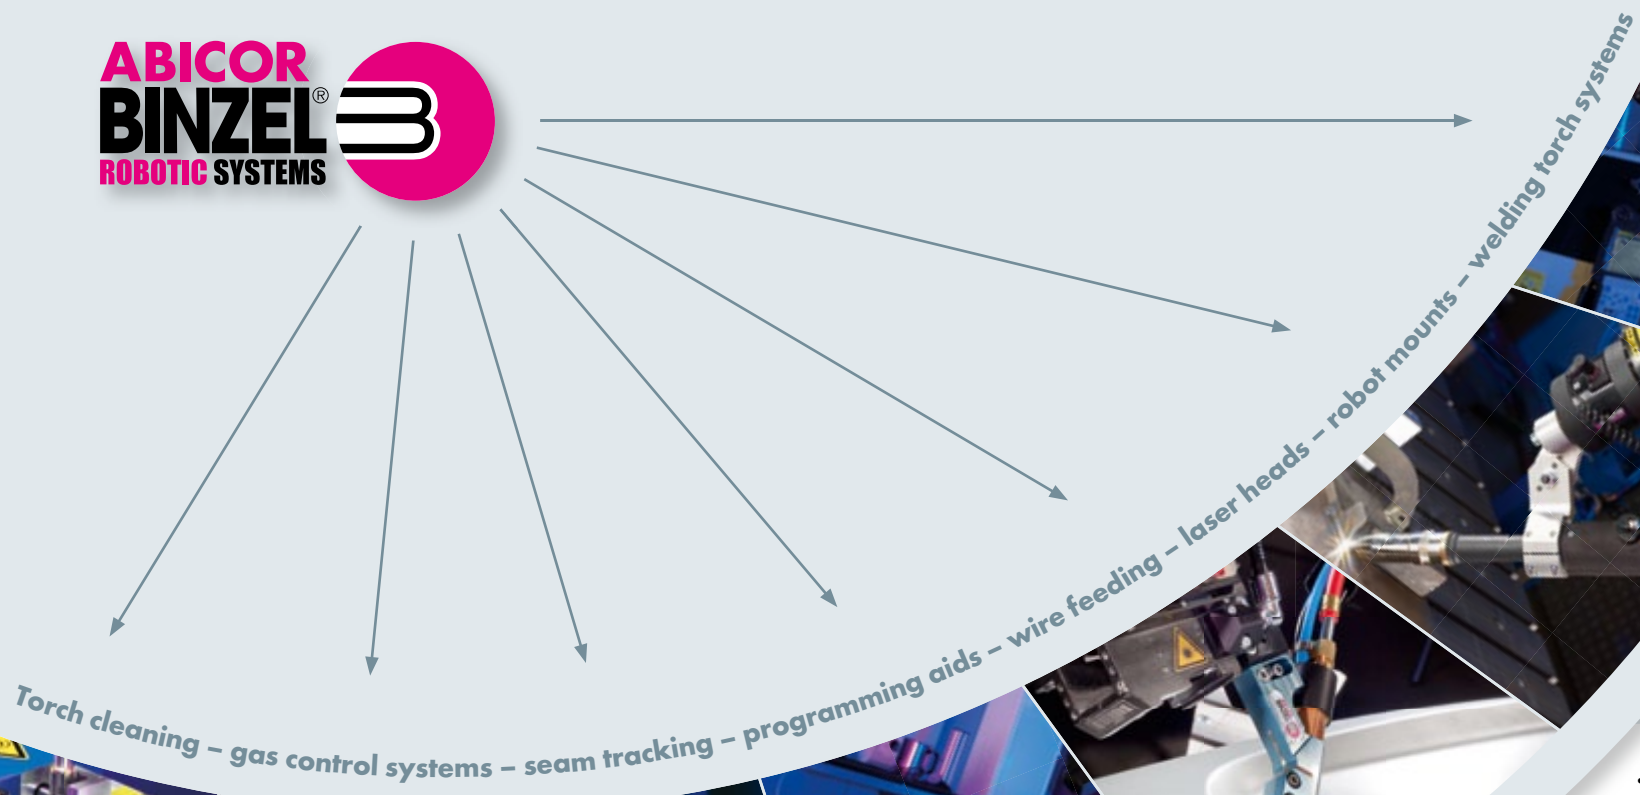 ABICOR
BINZEL®
ROBOTIC SYSTEMS
Torch cleaning – gas control systems – seam tracking – programming aids – wire feeding – laser heads – robot mounts – welding torch systems